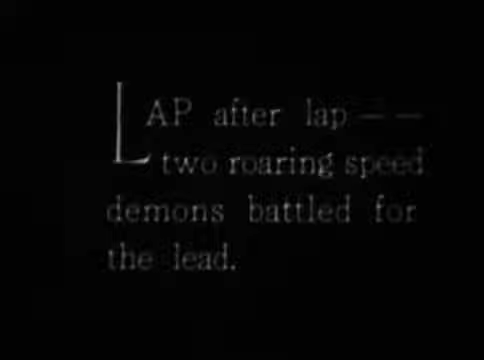 LAP after lap — —
two roaring speed
demons battled for
the lead.